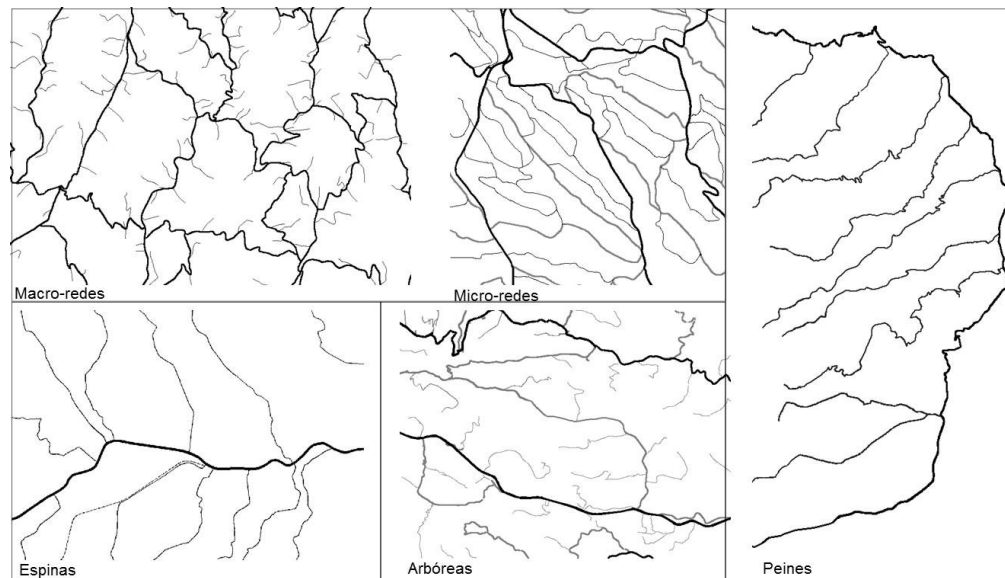 Macro-redes
Micro-redes
Espinas
Arbóreas
Peines